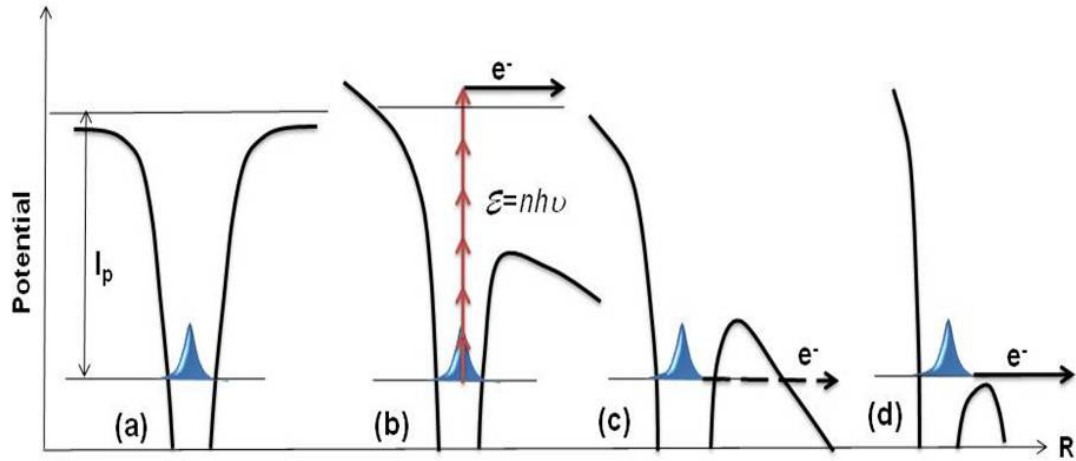 Potential
Iₚ
(a)
e⁻
ℰ=nhυ
(b)
e⁻
(c)
e⁻
(d)
R